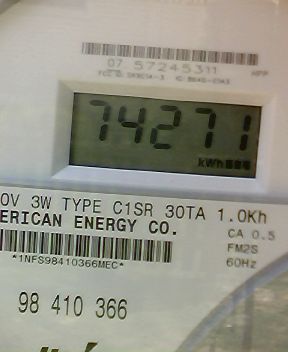 07 57245311
74271
kWh
0V 3W TYPE C1SR 30TA 1.0Kh
ERICAN ENERGY CO.
CA 0.5
FM2S
*1NFS98410366MEC*
60Hz
98 410 366